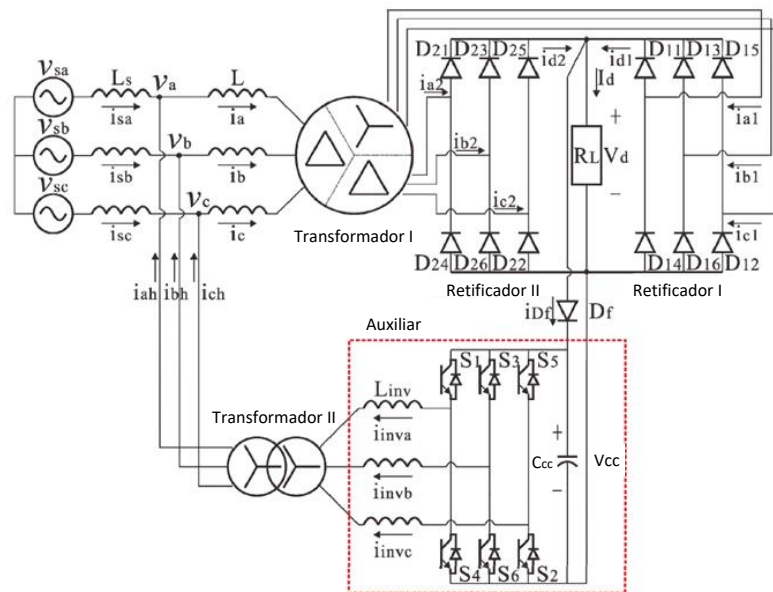 D21 D23 D25 id2 id1 D11 D13 D15
vsa Ls va L
isa ia ia2 Id ia1
vsb vb ib2 RL Vd
isb ib ib1
vsc vc ic2
isc ic ic1
Transformador I
D24 D26 D22 D14 D16 D12
Retificador II Retificador I
iah ibh ich iDf Df
Auxiliar
S1 S3 S5
Linv
Transformador II
iinva
Ccc Vcc
iinvb
iinvc
S4 S6 S2